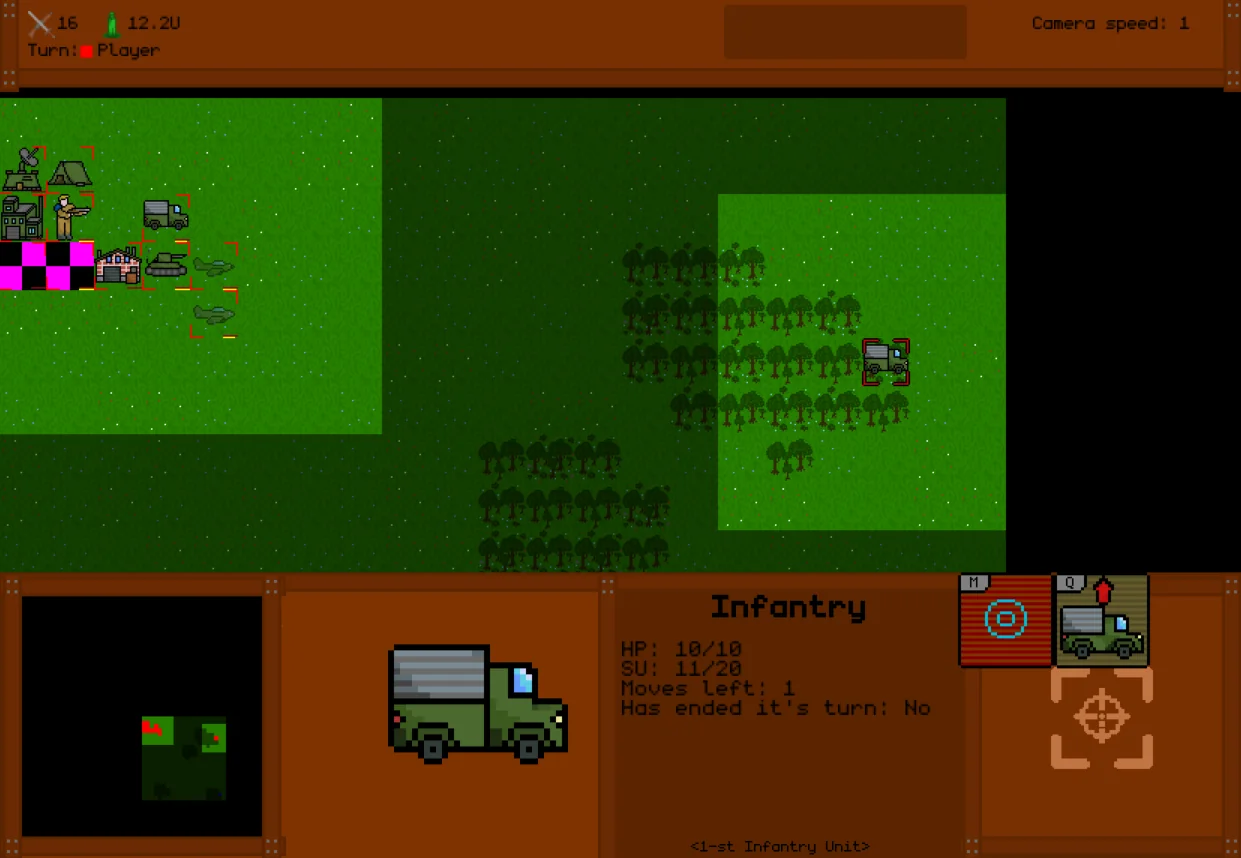 16 12.2U
Camera speed: 1
Turn: Player
M Q
Infantry
HP: 10/10
SU: 11/20
Moves left: 1
Has ended it's turn: No
<1-st Infantry Unit>